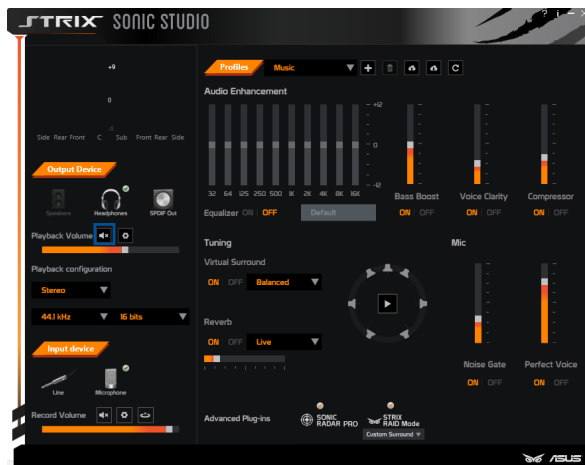 STRIX SONIC STUDIO
? i – ×
+9
0
-4
Side Rear Front C Sub Front Rear Side
Output Device
Speakers Headphones SPDIF Out
Playback Volume
Playback configuration
Stereo
44.1 kHz 16 bits
Input device
Line Microphone
Record Volume
Profiles Music
Audio Enhancement
+12
0
-12
32 64 125 250 500 1K 2K 4K 8K 16K
Equalizer ON OFF Default
Bass Boost Voice Clarity Compressor
ON OFF ON OFF ON OFF
Tuning
Virtual Surround
ON OFF Balanced
Reverb
ON OFF Live
Mic
Noise Gate Perfect Voice
ON OFF ON OFF
Advanced Plug-ins
SONIC
RADAR PRO
STRIX
RAID Mode
Custom Surround
ASUS